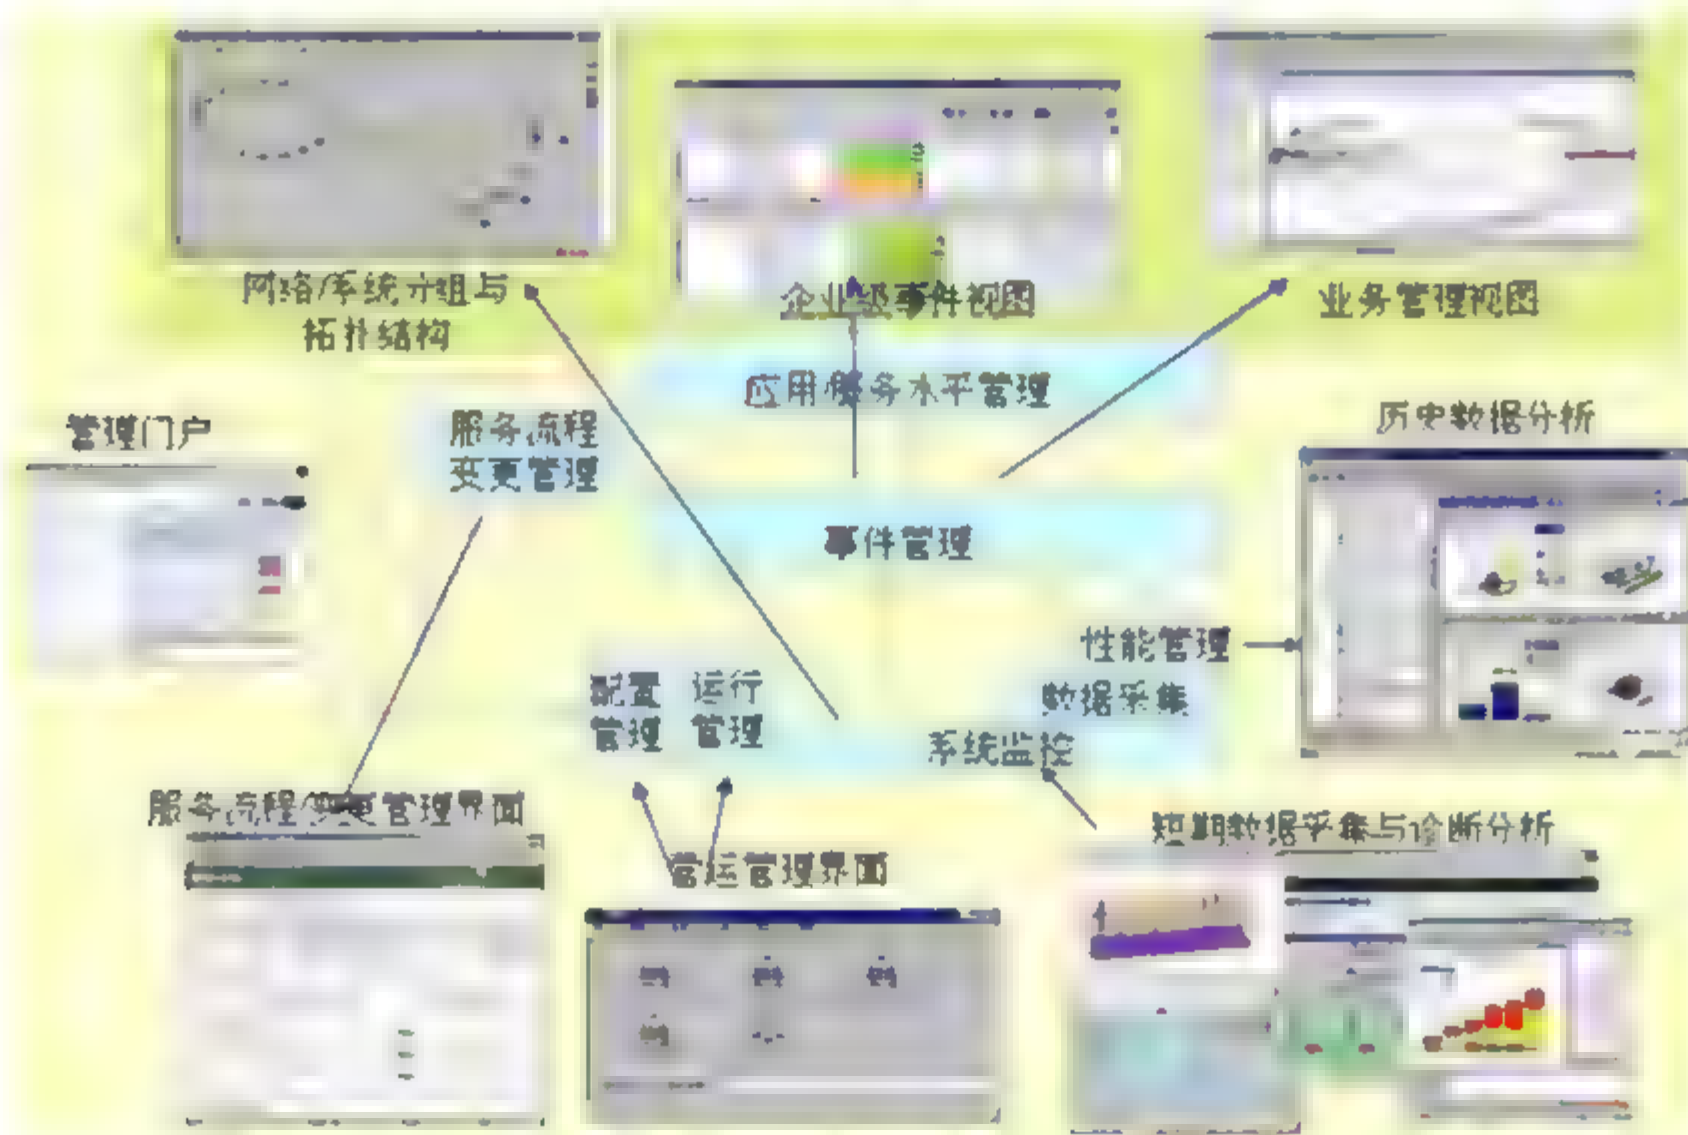 网络/系统分组与
拓扑结构
企业级事件视图
业务管理视图
应用/服务水平管理
管理门户
服务流程
变更管理
历史数据分析
事件管理
性能管理
数据采集
配置 运行
管理 管理
系统监控
服务流程/变更管理界面
短期数据采集与诊断分析
营运管理界面